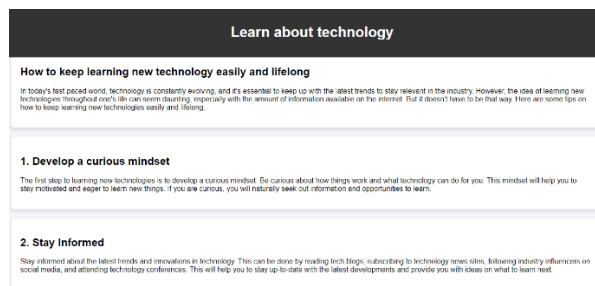 Learn about technology
How to keep learning new technology easily and lifelong
In today's fast-paced world, technology is constantly evolving, and it's essential to keep up with the latest trends to stay relevant in the industry. However, the idea of learning new
technologies throughout one's life can seem daunting, especially with the amount of information available on the internet. But it doesn't have to be that way. Here are some tips on
how to keep learning new technologies easily and lifelong.
1. Develop a curious mindset
The first step to learning new technologies is to develop a curious mindset. Be curious about how things work and what technology can do for you. This mindset will help you to
stay motivated and eager to learn new things. If you are curious, you will naturally seek out information and opportunities to learn.
2. Stay Informed
Stay informed about the latest trends and innovations in technology. This can be done by reading tech blogs, subscribing to technology news sites, following industry influencers on
social media, and attending technology conferences. This will help you to stay up-to-date with the latest developments and provide you with ideas on what to learn next.